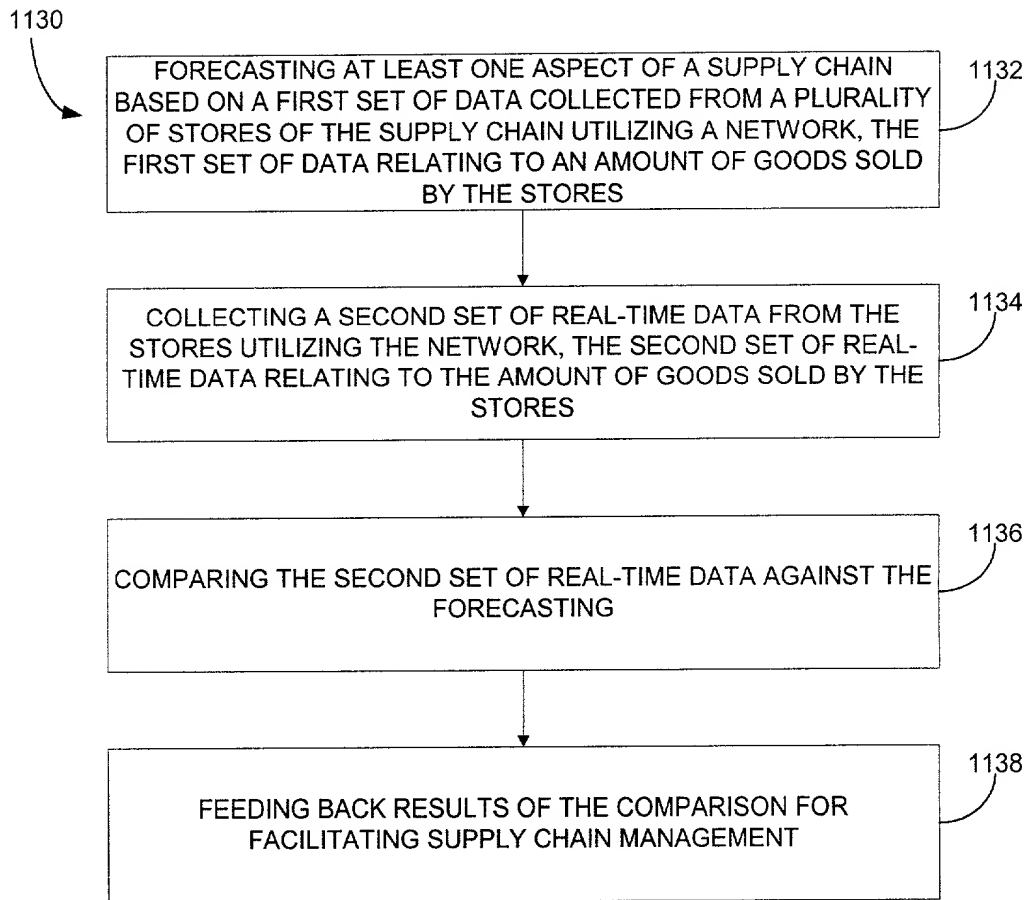 1130
1132
FORECASTING AT LEAST ONE ASPECT OF A SUPPLY CHAIN
BASED ON A FIRST SET OF DATA COLLECTED FROM A PLURALITY
OF STORES OF THE SUPPLY CHAIN UTILIZING A NETWORK, THE
FIRST SET OF DATA RELATING TO AN AMOUNT OF GOODS SOLD
BY THE STORES
1134
COLLECTING A SECOND SET OF REAL-TIME DATA FROM THE
STORES UTILIZING THE NETWORK, THE SECOND SET OF REAL-
TIME DATA RELATING TO THE AMOUNT OF GOODS SOLD BY THE
STORES
1136
COMPARING THE SECOND SET OF REAL-TIME DATA AGAINST THE
FORECASTING
1138
FEEDING BACK RESULTS OF THE COMPARISON FOR
FACILITATING SUPPLY CHAIN MANAGEMENT